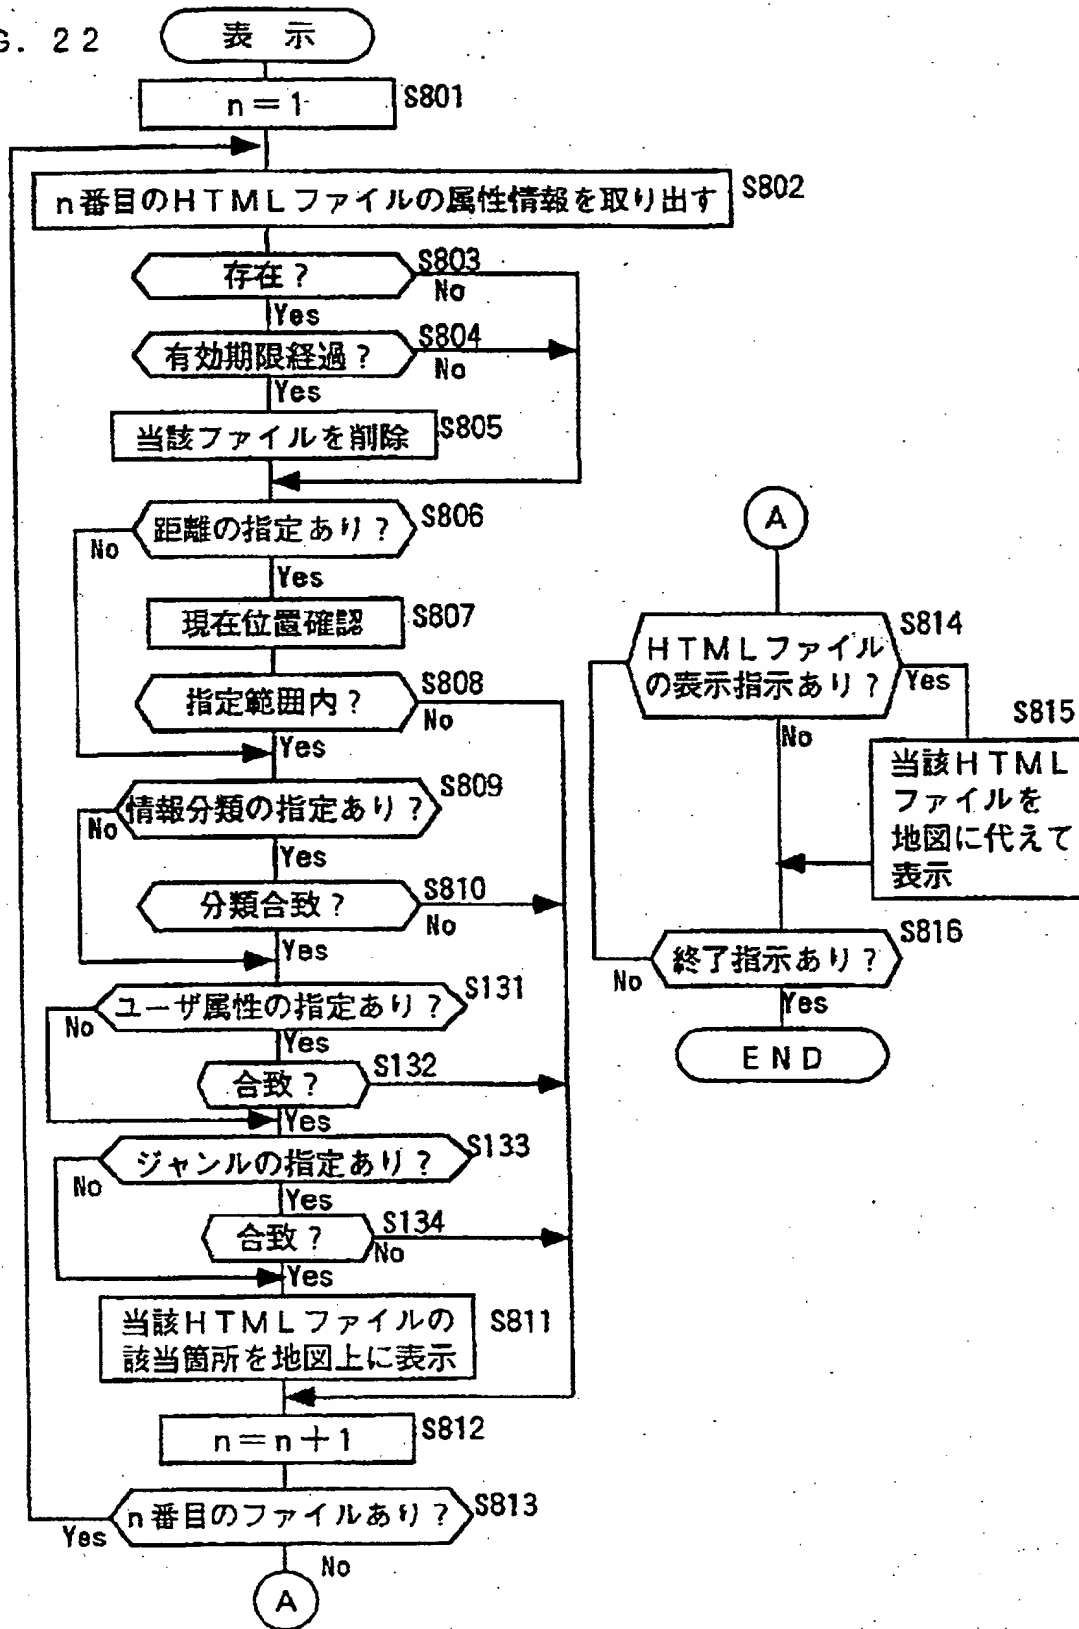 G. 22
表 示
n=1
S801
n番目のHTMLファイルの属性情報を取り出す
S802
存在?
S803
No
Yes
有効期限経過?
S804
No
Yes
当該ファイルを削除
S805
距離の指定あり?
S806
No
Yes
現在位置確認
S807
指定範囲内?
S808
No
Yes
情報分類の指定あり?
S809
No
Yes
分類合致?
S810
No
Yes
ユーザ属性の指定あり?
S131
No
Yes
合致?
S132
Yes
ジャンルの指定あり?
S133
No
Yes
合致?
S134
No
Yes
当該HTMLファイルの
該当箇所を地図上に表示
S811
n=n+1
S812
n番目のファイルあり?
S813
Yes
No
A
A
HTMLファイル
の表示指示あり?
S814
Yes
No
S815
当該HTML
ファイルを
地図に代えて
表示
終了指示あり?
S816
No
Yes
END